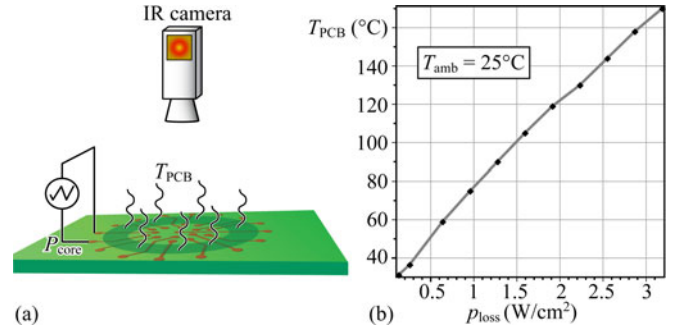 IR camera
T_PCB
P_core
(a)
T_PCB (°C)
T_amb = 25°C
140
120
100
80
60
40
0.5 1 1.5 2 2.5 3
p_loss (W/cm²)
(b)